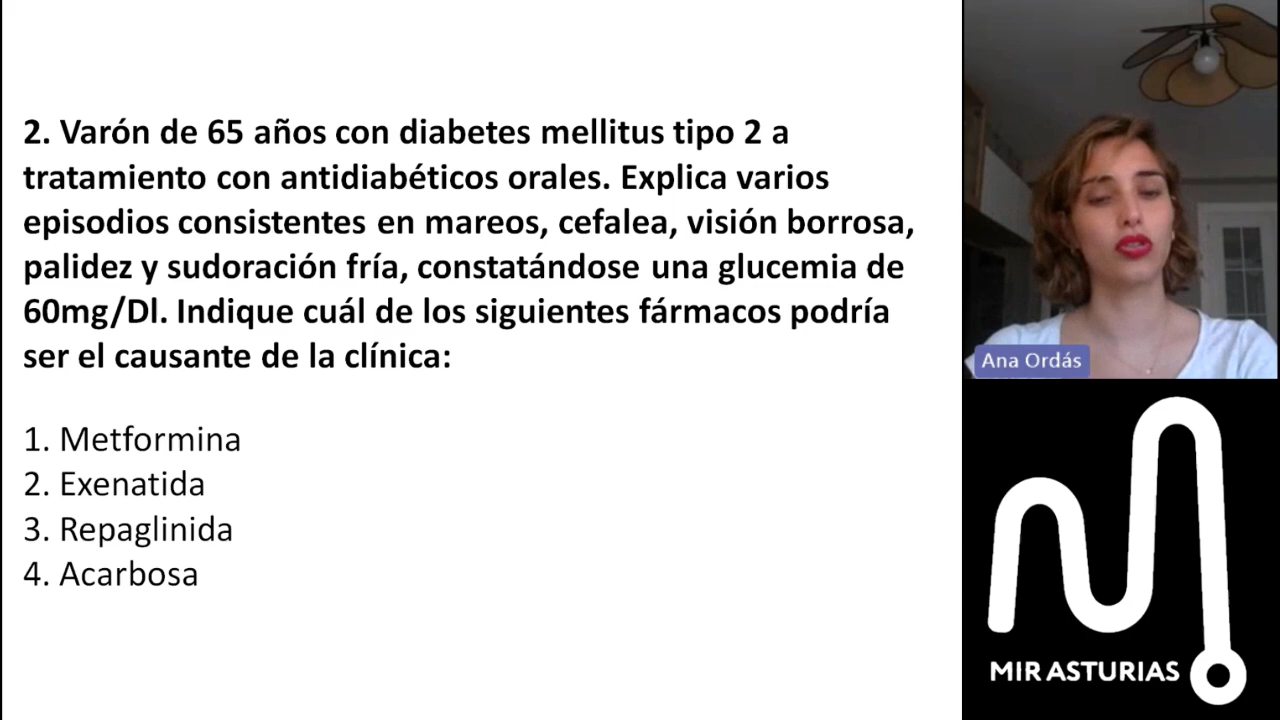 2. Varón de 65 años con diabetes mellitus tipo 2 a
tratamiento con antidiabéticos orales. Explica varios
episodios consistentes en mareos, cefalea, visión borrosa,
palidez y sudoración fría, constatándose una glucemia de
60mg/Dl. Indique cuál de los siguientes fármacos podría
ser el causante de la clínica:
1. Metformina
2. Exenatida
3. Repaglinida
4. Acarbosa
Ana Ordás
MIR ASTURIAS